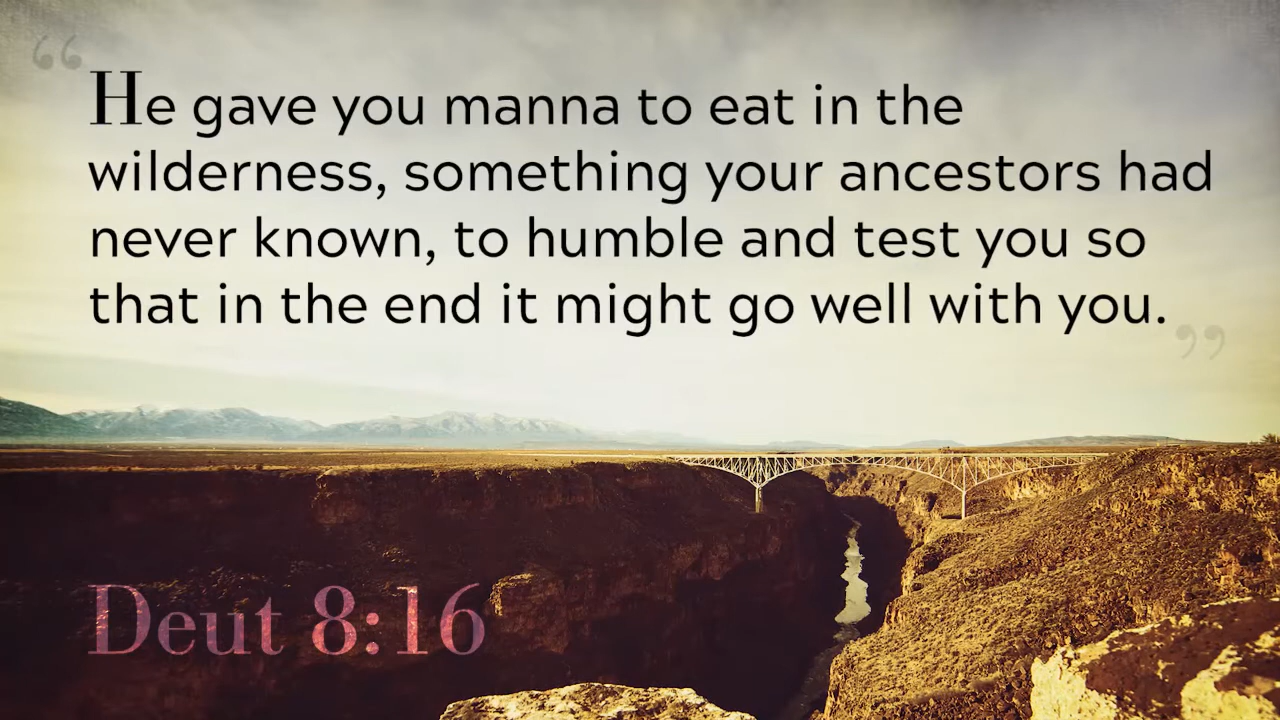 “
He gave you manna to eat in the
wilderness, something your ancestors had
never known, to humble and test you so
that in the end it might go well with you.
”
Deut 8:16